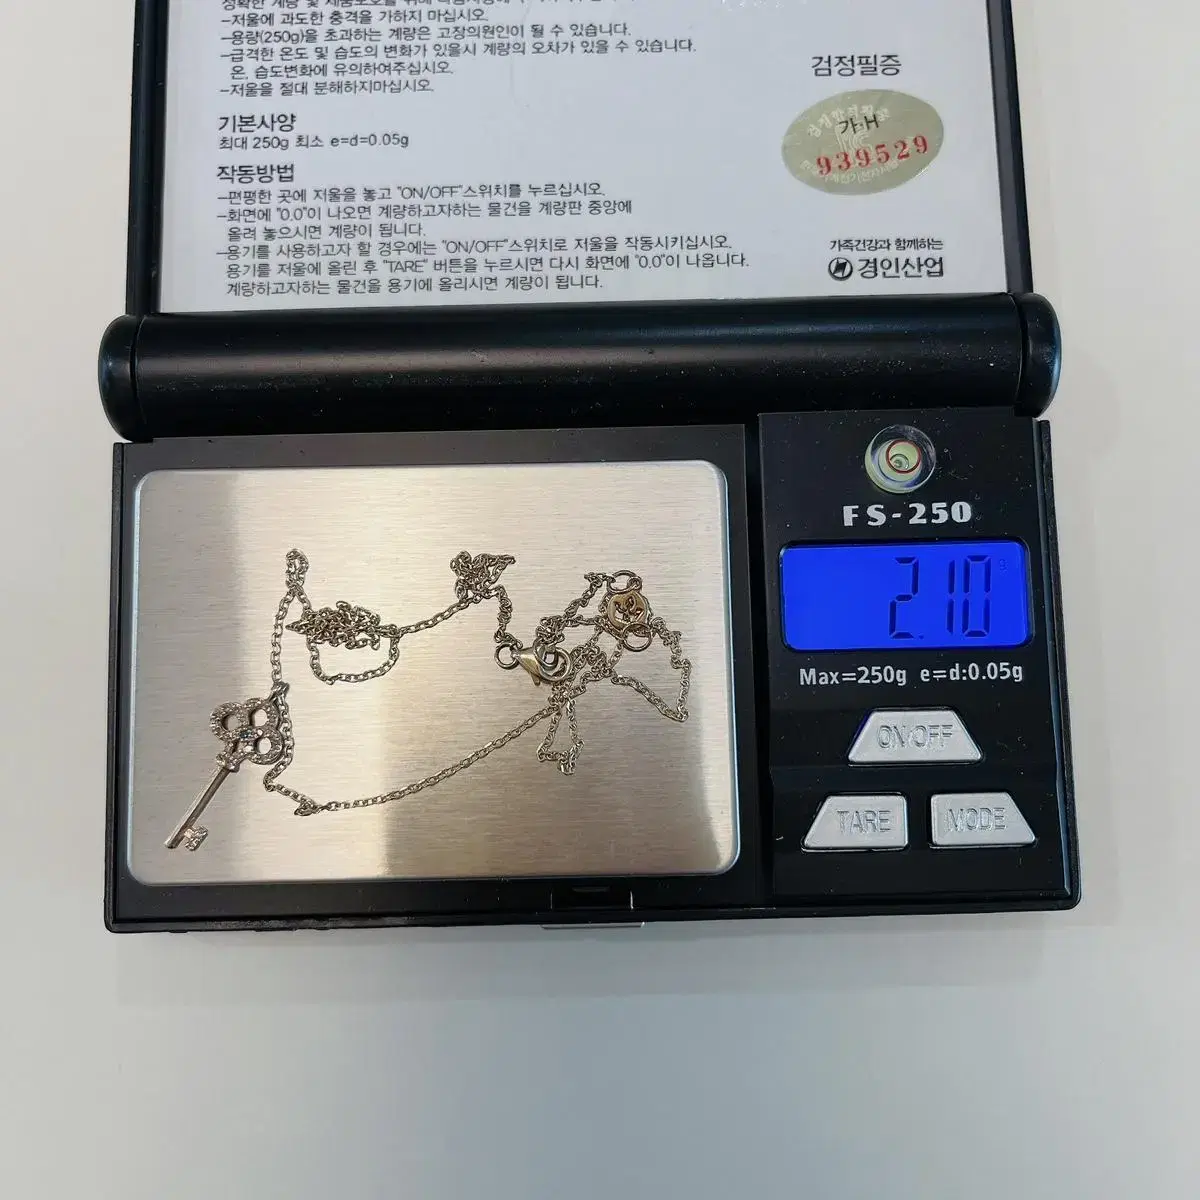 정확한 계량 및 제품보호를 위해
-저울에 과도한 충격을 가하지 마십시오.
-용량(250g)을 초과하는 계량은 고장의원인이 될 수 있습니다.
-급격한 온도 및 습도의 변화가 있을시 계량의 오차가 있을 수 있습니다.
온, 습도변화에 유의하여주십시오.
-저울을 절대 분해하지마십시오.
기본사양
최대 250g 최소 e=d=0.05g
작동방법
-편평한 곳에 저울을 놓고 "ON/OFF"스위치를 누르십시오.
-화면에 "0.0"이 나오면 계량하고자하는 물건을 계량판 중앙에
올려 놓으시면 계량이 됩니다.
-용기를 사용하고자 할 경우에는 "ON/OFF"스위치로 저울을 작동시키십시오.
용기를 저울에 올린 후 "TARE" 버튼을 누르시면 다시 화면에 "0.0"이 나옵니다.
계량하고자하는 물건을 용기에 올리시면 계량이 됩니다.
검정필증
가-H
939529
가족건강과 함께하는
경인산업
FS-250
2.10 g
Max=250g e=d:0.05g
ON/OFF
TARE
MODE